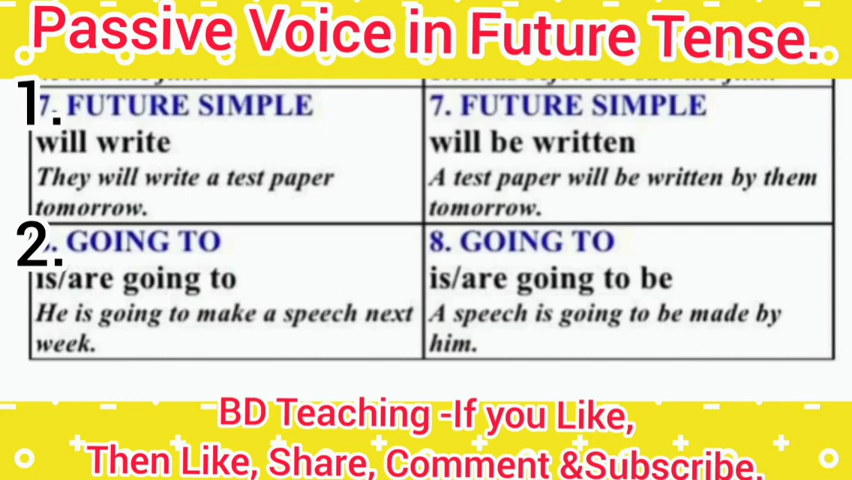 Passive Voice in Future Tense.
1. 7. FUTURE SIMPLE
will write
They will write a test paper
tomorrow.
7. FUTURE SIMPLE
will be written
A test paper will be written by them
tomorrow.
2. GOING TO
is/are going to
He is going to make a speech next
week.
8. GOING TO
is/are going to be
A speech is going to be made by
him.
BD Teaching -If you Like,
Then Like, Share, Comment &Subscribe.